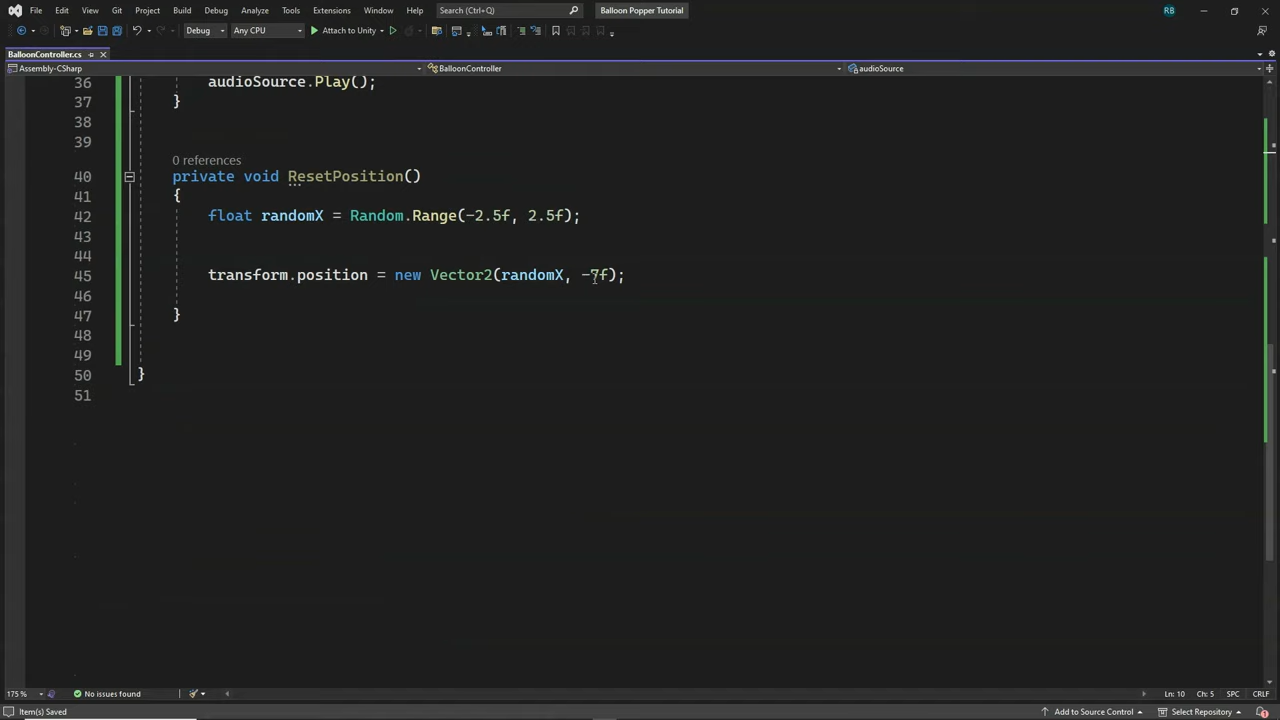 File Edit View Git Project Build Debug Test Analyze Tools Extensions Window Help Search (Ctrl+Q) Balloon Popper Tutorial RB
Debug Any CPU Attach to Unity
BalloonController.cs
Assembly-CSharp BalloonController audioSource
36 audioSource.Play();
37 }
38
39
0 references
40 private void ResetPosition()
41 {
42 float randomX = Random.Range(-2.5f, 2.5f);
43
44
45 transform.position = new Vector2(randomX, -7f);
46
47 }
48
49
50 }
51
175 % No issues found Ln: 10 Ch: 5 SPC CRLF
Item(s) Saved Add to Source Control Select Repository 1